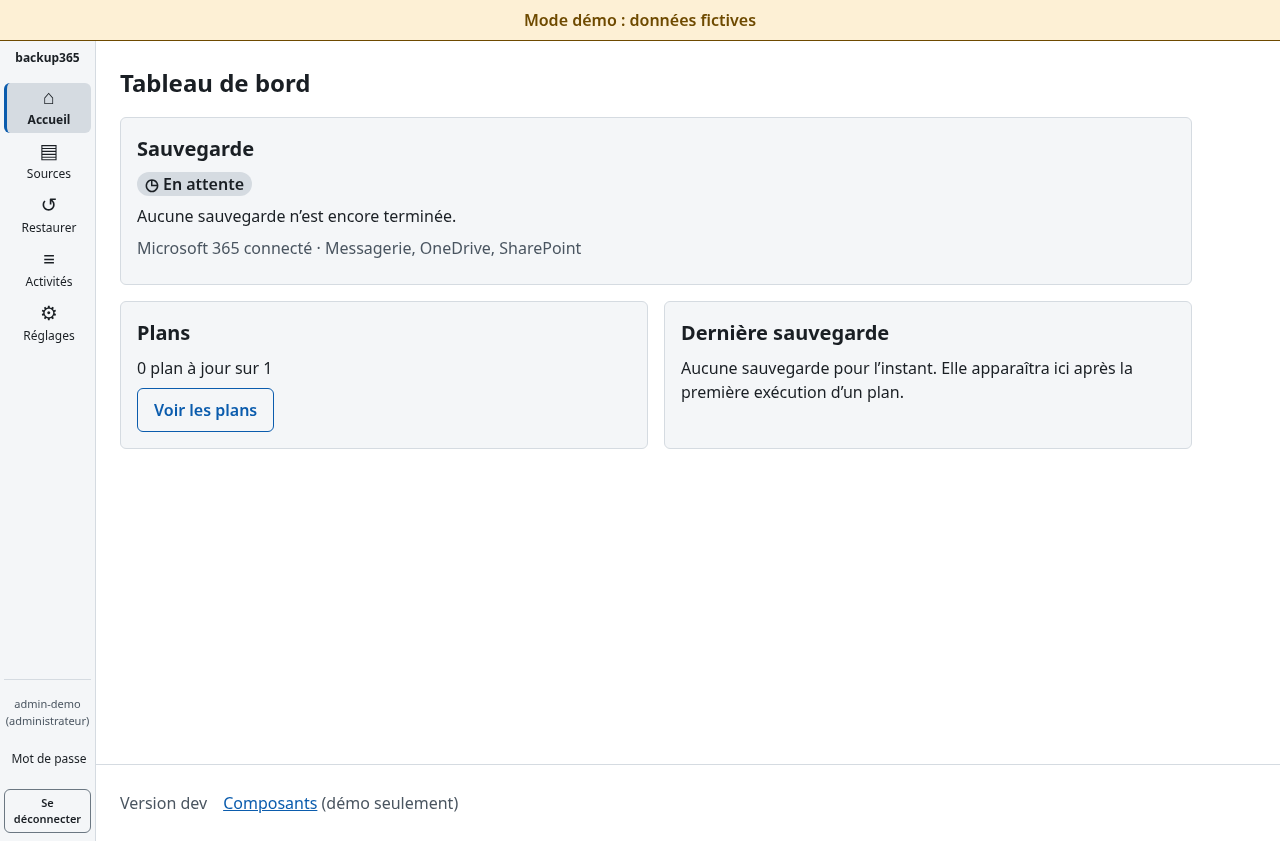 Mode démo : données fictives
backup365
Accueil
Sources
Restaurer
Activités
Réglages
admin-demo
(administrateur)
Mot de passe
Se
déconnecter
Tableau de bord
Sauvegarde
En attente
Aucune sauvegarde n’est encore terminée.
Microsoft 365 connecté · Messagerie, OneDrive, SharePoint
Plans
0 plan à jour sur 1
Voir les plans
Dernière sauvegarde
Aucune sauvegarde pour l’instant. Elle apparaîtra ici après la
première exécution d’un plan.
Version dev Composants (démo seulement)